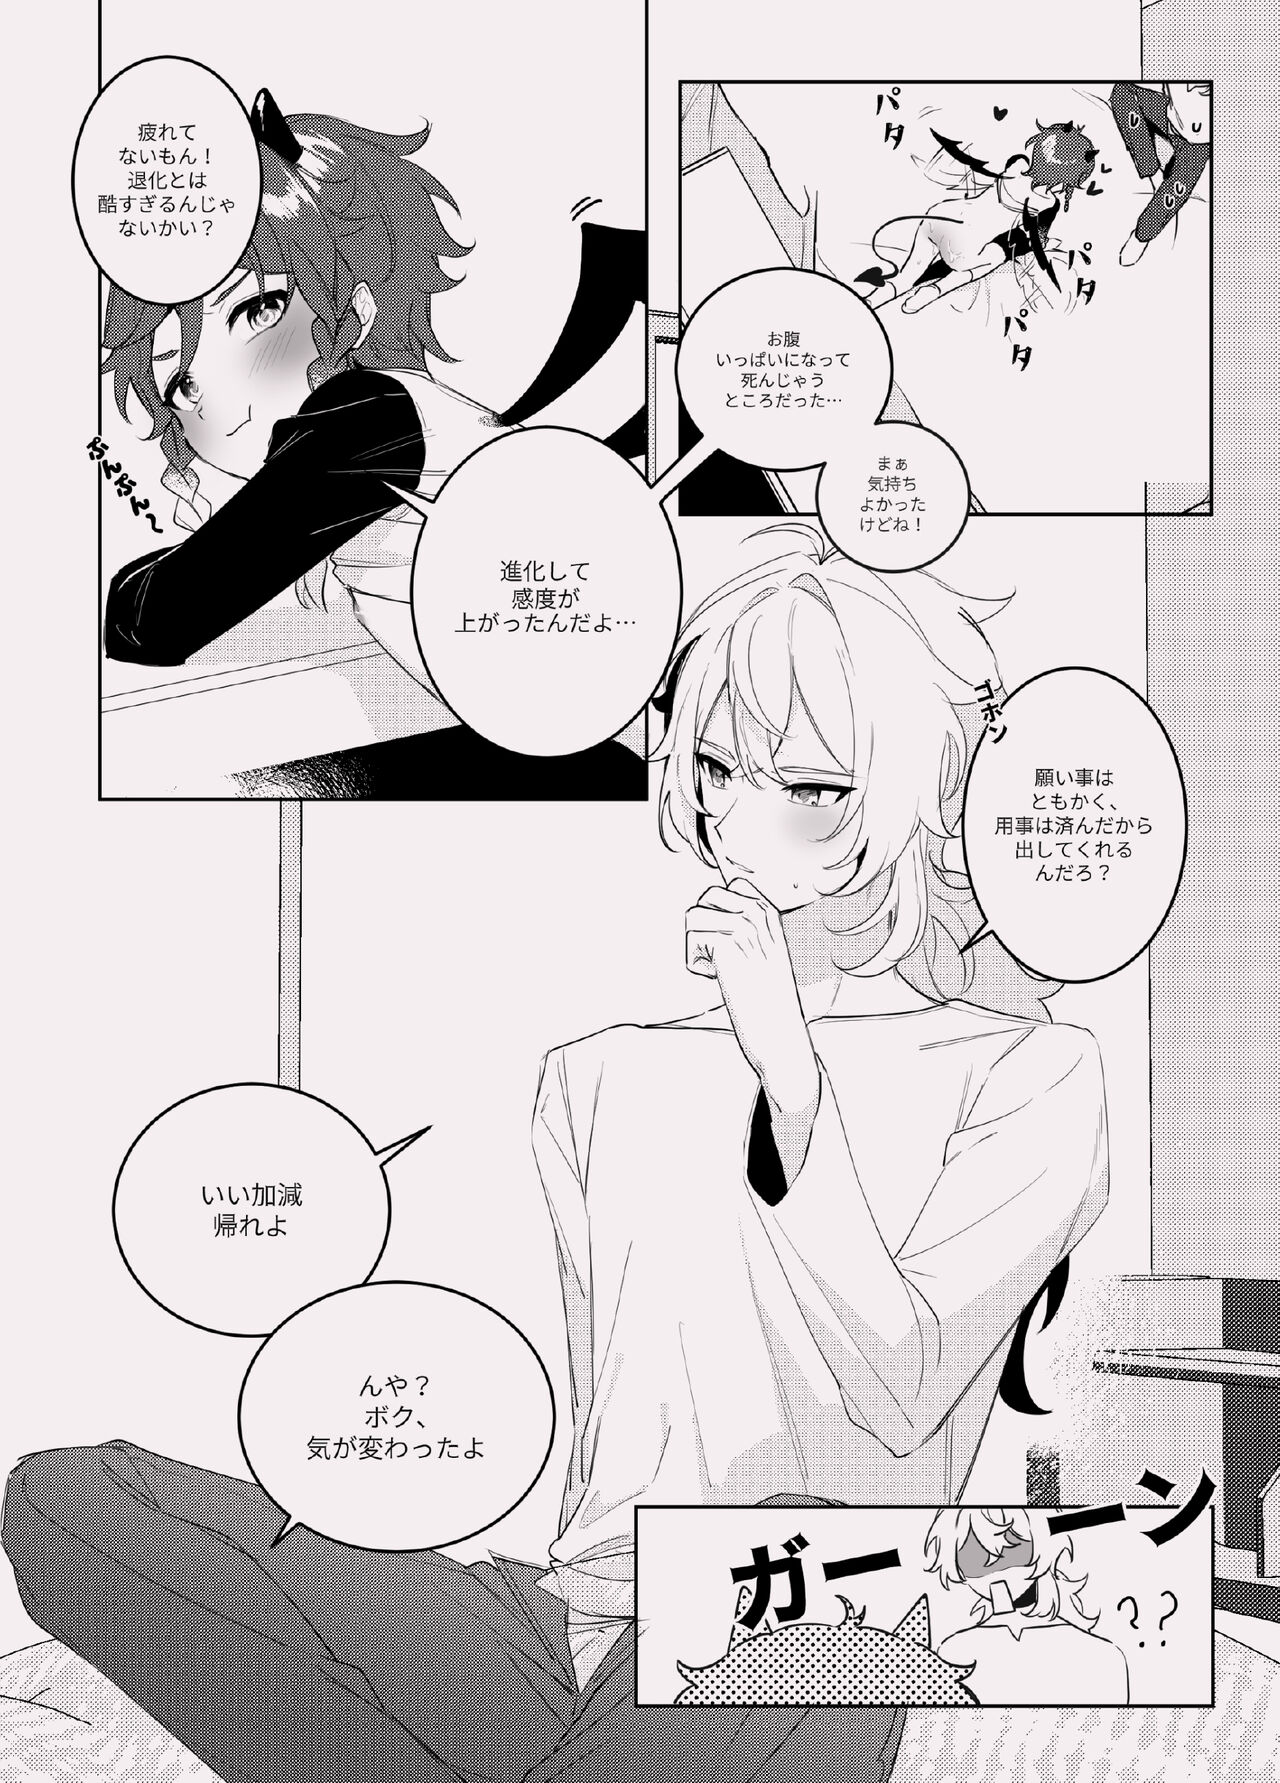 お腹
いっぱいになって
死んじゃう
ところだった…
まぁ
気持ち
よかった
けどね！
パタ
パタ
パタ
疲れて
ないもん！
退化とは
酷すぎるんじゃ
ないかい？
ぷんぷん〜
進化して
感度が
上がったんだよ…
ゴホン
願い事は
ともかく、
用事は済んだから
出してくれる
んだろ？
いい加減
帰れよ
んや？
ボク、
気が変わったよ
ガーーン
??